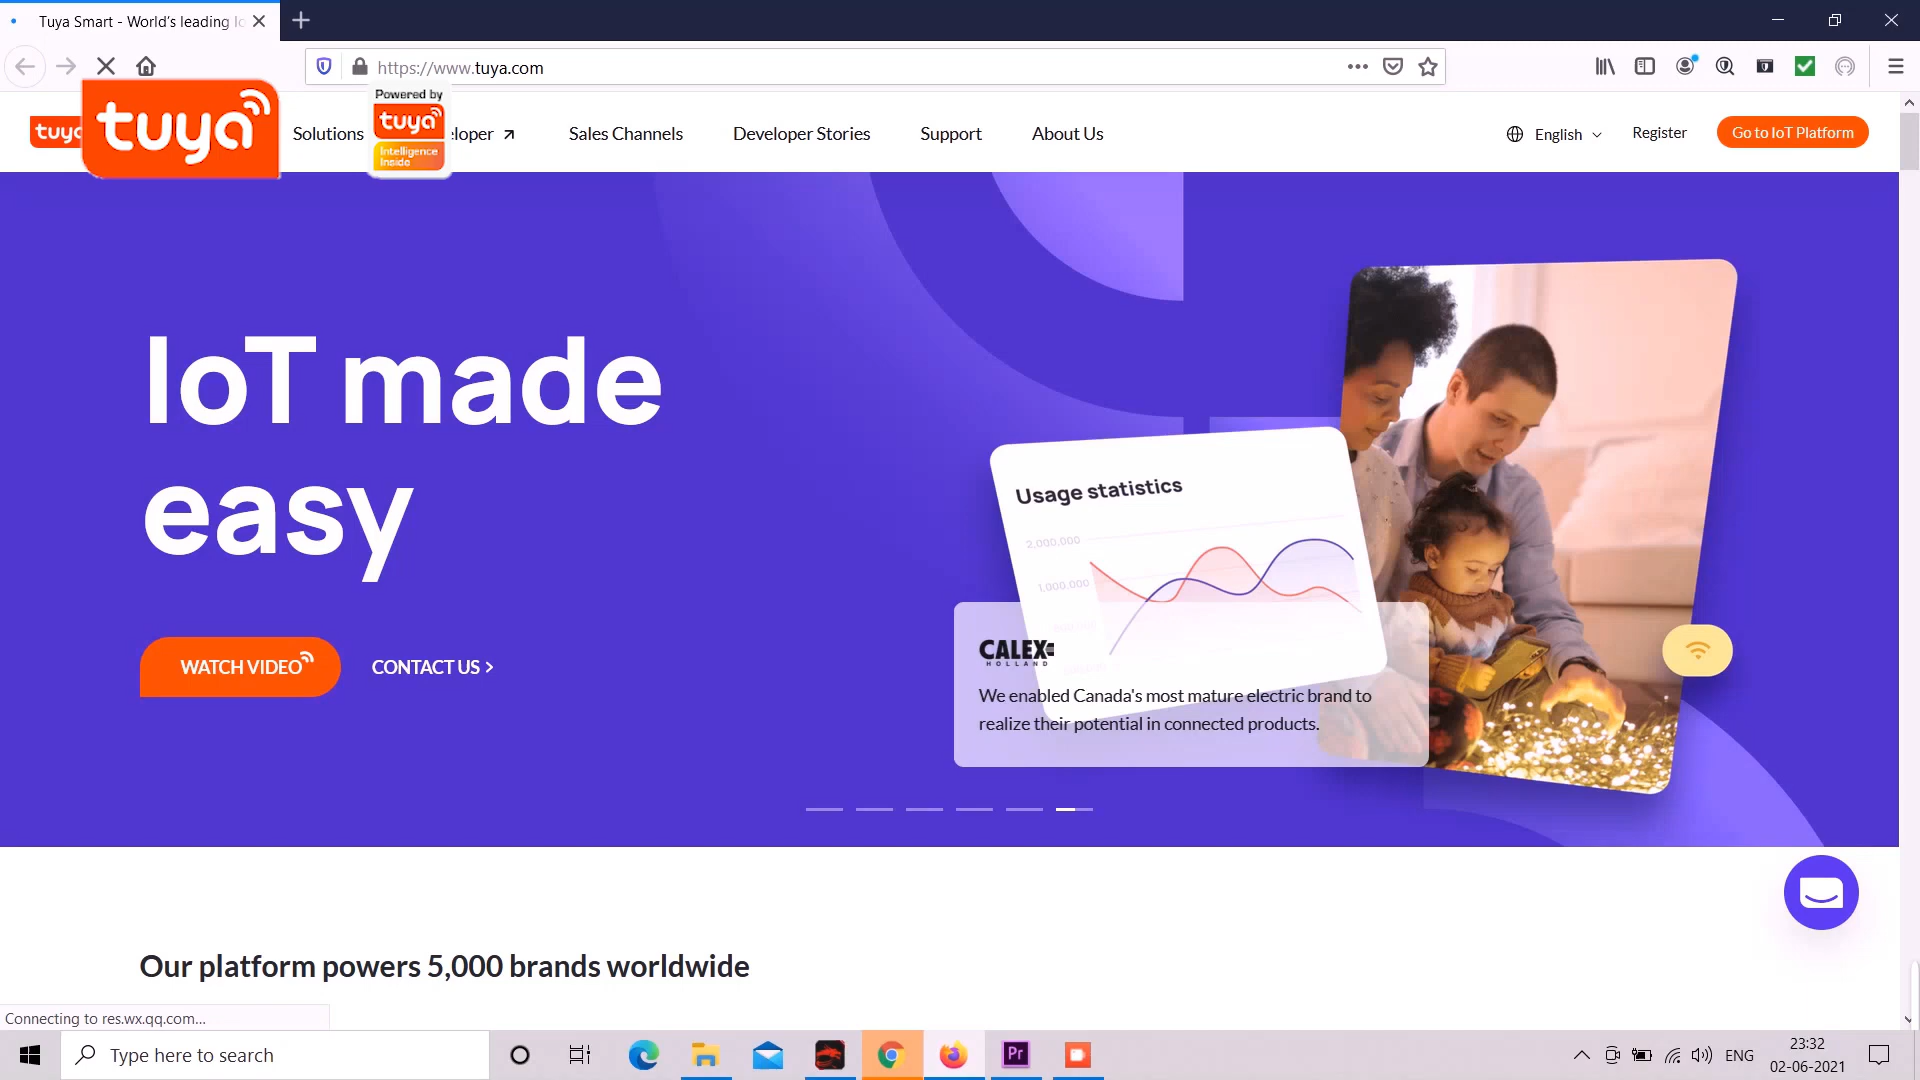 Tuya Smart - World's leading Io
https://www.tuya.com
tuya
tuya
Solutions
Powered by
tuya
Intelligence
Inside
eloper
Sales Channels
Developer Stories
Support
About Us
English
Register
Go to IoT Platform
IoT made
easy
WATCH VIDEO
CONTACT US >
Usage statistics
2,000,000
1,000,000
CALEX
HOLLAND
We enabled Canada's most mature electric brand to
realize their potential in connected products.
Our platform powers 5,000 brands worldwide
Connecting to res.wx.qq.com...
Type here to search
Pr
ENG
23:32
02-06-2021